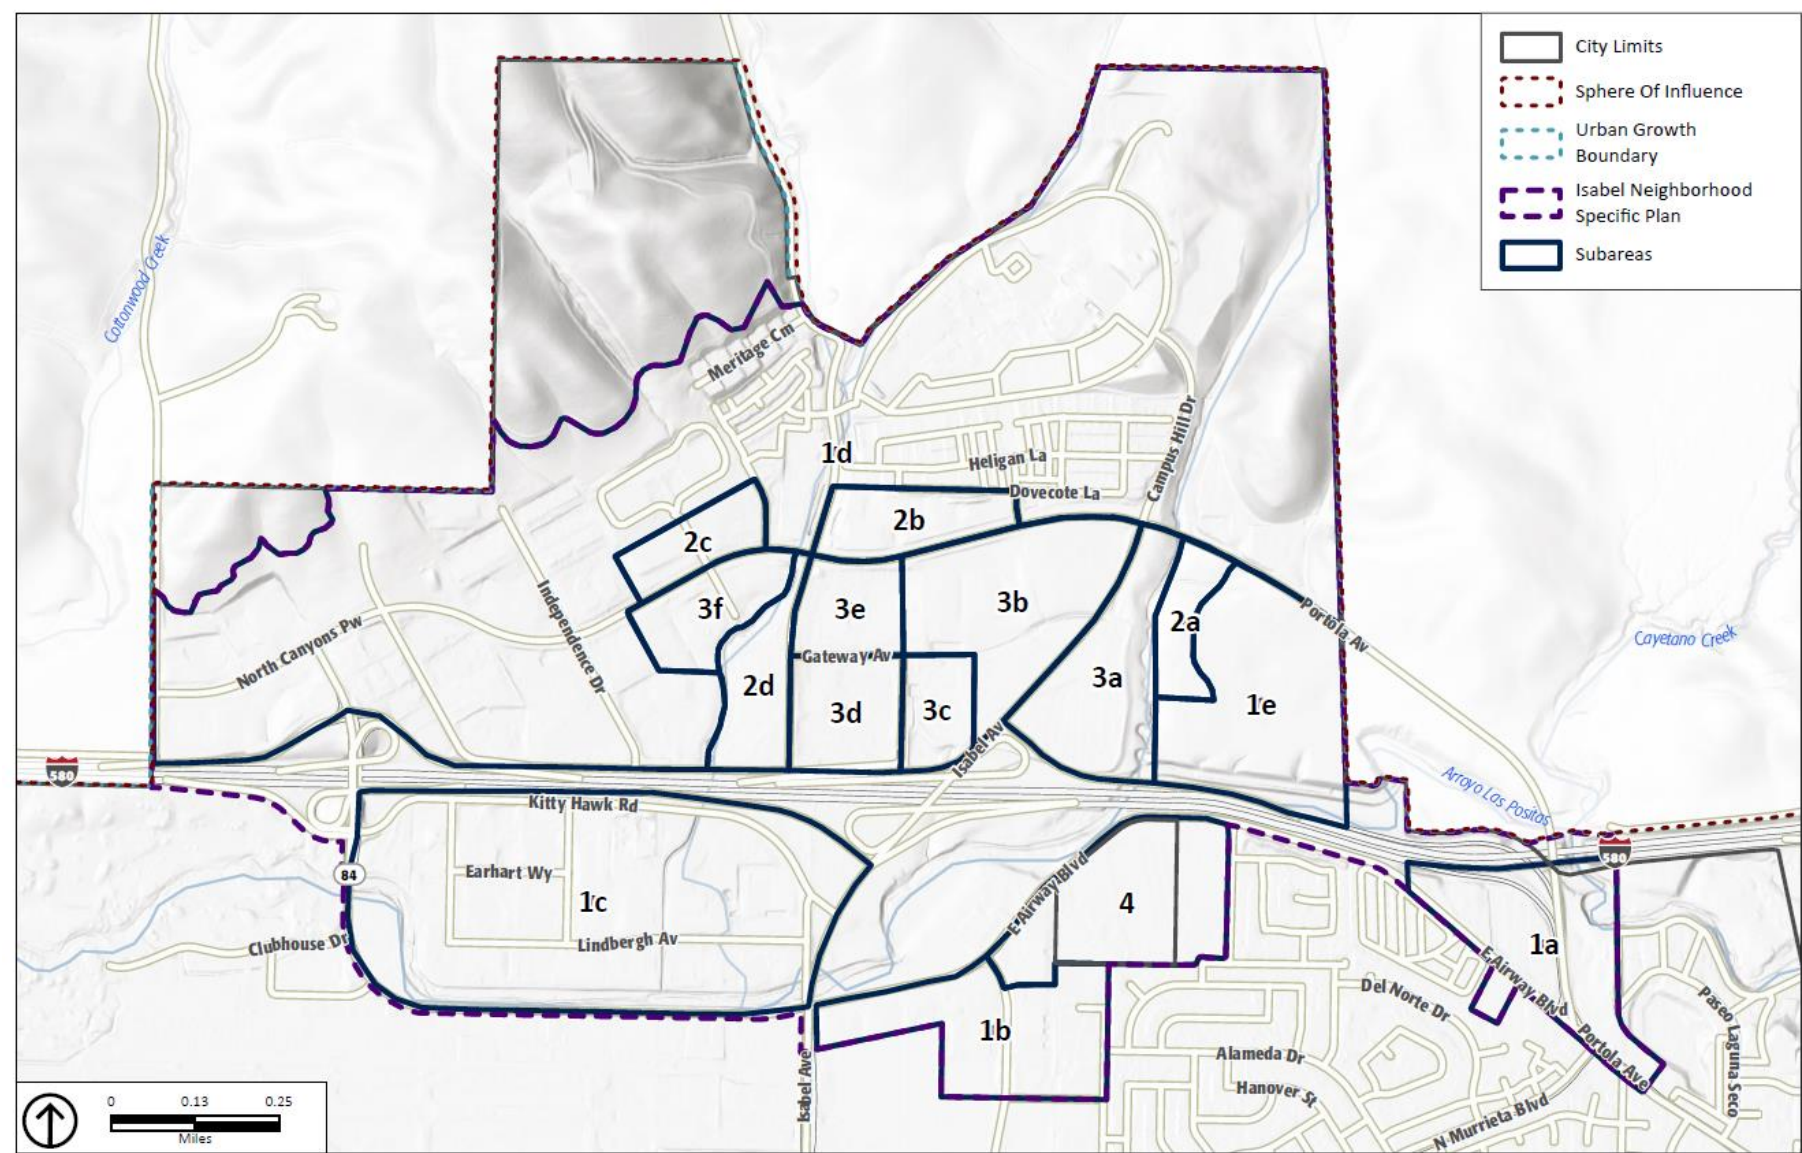 City Limits
Sphere Of Influence
Urban Growth
Boundary
Isabel Neighborhood
Specific Plan
Subareas
Cottonwood Creek
Meritage Cm
1d
Heligan La
Campus Hill Dr
Dovecote La
2b
2c
Independence Dr
3f
3e
3b
2a
Portola Av
Cayetano Creek
North Canyons Pw
Gateway Av
2d
3d
3c
3a
1e
Isabel Av
580
Arroyo Las Positas
Kitty Hawk Rd
580
84
Earhart Wy
1c
E Airway Blvd
4
Clubhouse Dr
Lindbergh Av
1a
E Airway Blvd
Del Norte Dr
Paseo Laguna Seco
1b
Portola Ave
Isabel Ave
Alameda Dr
Hanover St
N Murrieta Blvd
0 0.13 0.25
Miles